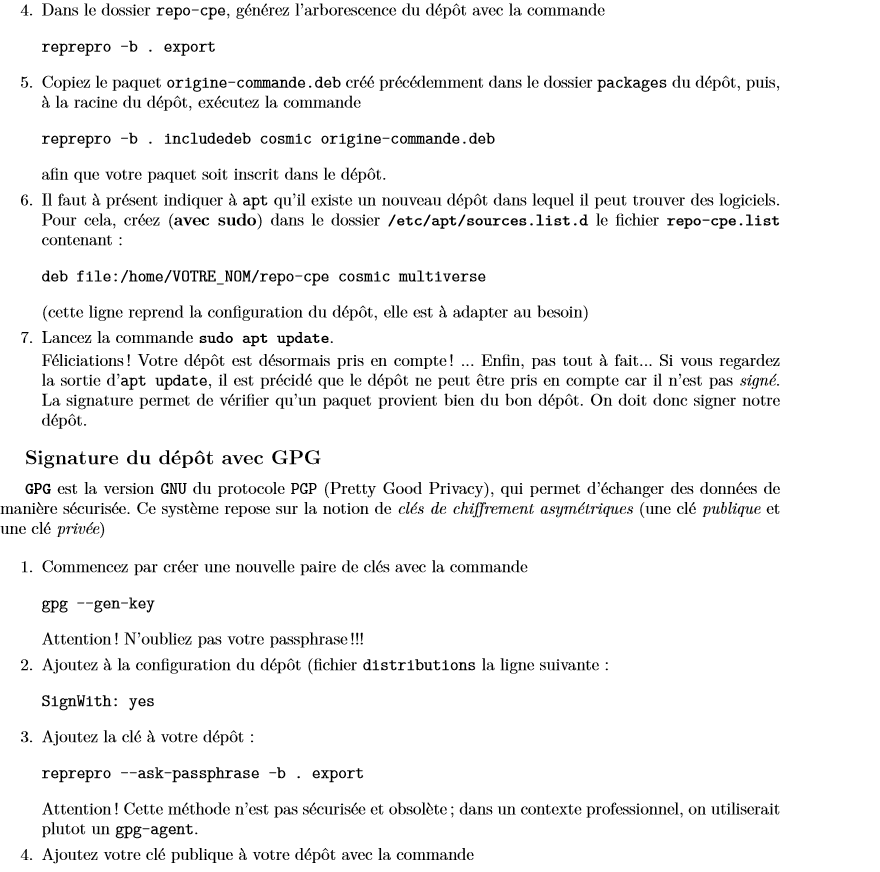 4. Dans le dossier repo-cpe, générez l'arborescence du dépôt avec la commande
reprepro -b . export
5. Copiez le paquet origine-commande.deb créé précédemment dans le dossier packages du dépôt, puis,
à la racine du dépôt, exécutez la commande
reprepro -b . includedeb cosmic origine-commande.deb
afin que votre paquet soit inscrit dans le dépôt.
6. Il faut à présent indiquer à apt qu'il existe un nouveau dépôt dans lequel il peut trouver des logiciels.
Pour cela, créez (avec sudo) dans le dossier /etc/apt/sources.list.d le fichier repo-cpe.list
contenant :
deb file:/home/VOTRE_NOM/repo-cpe cosmic multiverse
(cette ligne reprend la configuration du dépôt, elle est à adapter au besoin)
7. Lancez la commande sudo apt update.
Féliciations ! Votre dépôt est désormais pris en compte ! ... Enfin, pas tout à fait... Si vous regardez
la sortie d'apt update, il est précidé que le dépôt ne peut être pris en compte car il n'est pas signé.
La signature permet de vérifier qu'un paquet provient bien du bon dépôt. On doit donc signer notre
dépôt.
Signature du dépôt avec GPG
GPG est la version GNU du protocole PGP (Pretty Good Privacy), qui permet d'échanger des données de
manière sécurisée. Ce système repose sur la notion de clés de chiffrement asymétriques (une clé publique et
une clé privée)
1. Commencez par créer une nouvelle paire de clés avec la commande
gpg --gen-key
Attention ! N'oubliez pas votre passphrase !!!
2. Ajoutez à la configuration du dépôt (fichier distributions la ligne suivante :
SignWith: yes
3. Ajoutez la clé à votre dépôt :
reprepro --ask-passphrase -b . export
Attention ! Cette méthode n'est pas sécurisée et obsolète ; dans un contexte professionnel, on utiliserait
plutot un gpg-agent.
4. Ajoutez votre clé publique à votre dépôt avec la commande